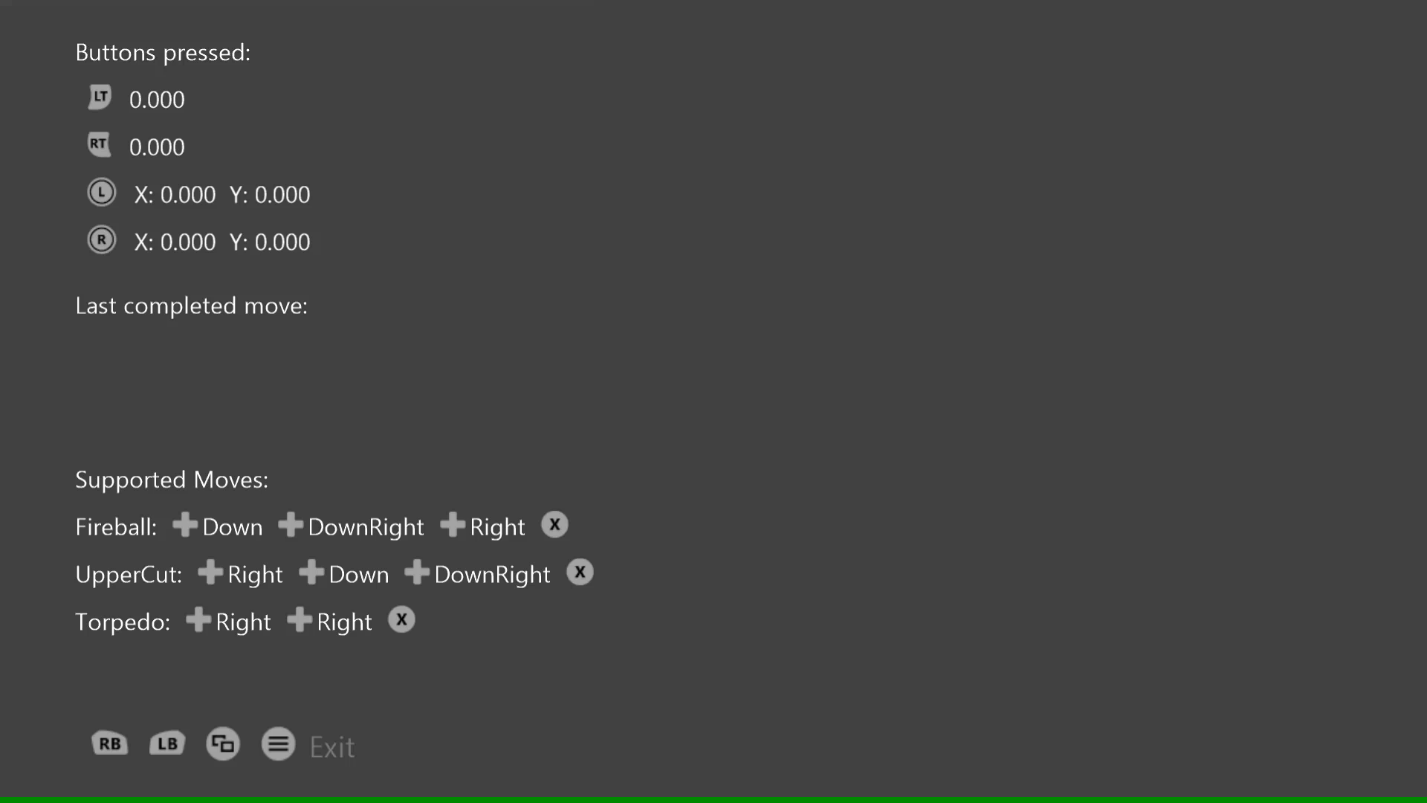 Buttons pressed:
LT 0.000
RT 0.000
L X: 0.000 Y: 0.000
R X: 0.000 Y: 0.000
Last completed move:
Supported Moves:
Fireball: Down DownRight Right X
UpperCut: Right Down DownRight X
Torpedo: Right Right X
RB LB Exit